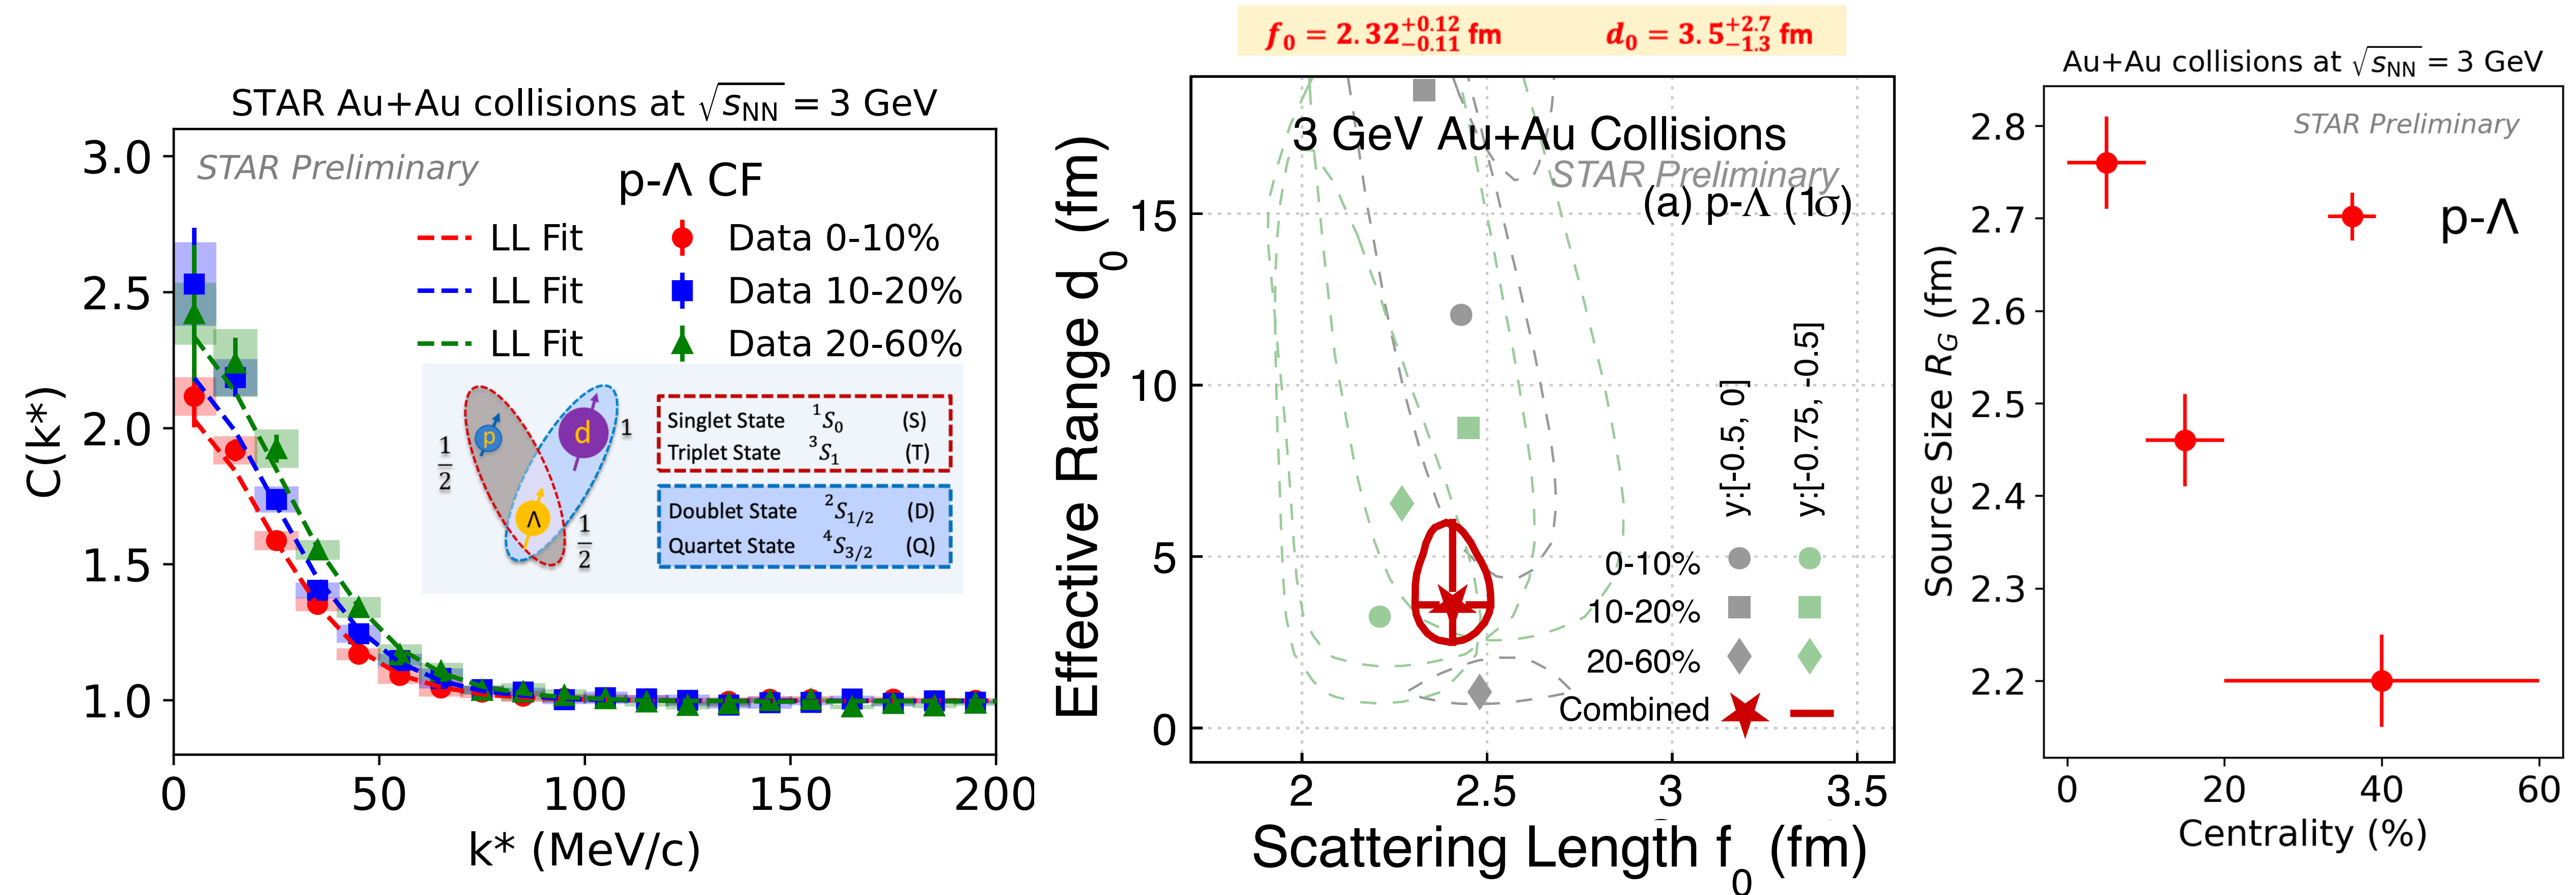 STAR Au+Au collisions at √sNN = 3 GeV
STAR Preliminary
p-Λ CF
LL Fit Data 0-10%
LL Fit Data 10-20%
LL Fit Data 20-60%
p
d
Λ
1/2
1
1/2
Singlet State ¹S₀ (S)
Triplet State ³S₁ (T)
Doublet State ²S₁/₂ (D)
Quartet State ⁴S₃/₂ (Q)
C(k*)
3.0
2.5
2.0
1.5
1.0
0 50 100 150 200
k* (MeV/c)
f₀ = 2.32 +0.12 −0.11 fm d₀ = 3.5 +2.7 −1.3 fm
3 GeV Au+Au Collisions
STAR Preliminary
(a) p-Λ (1σ)
y:[-0.5, 0]
y:[-0.75, -0.5]
0-10%
10-20%
20-60%
Combined
Effective Range d₀ (fm)
15
10
5
0
2 2.5 3 3.5
Scattering Length f₀ (fm)
Au+Au collisions at √sNN = 3 GeV
STAR Preliminary
p-Λ
Source Size R_G (fm)
2.8
2.7
2.6
2.5
2.4
2.3
2.2
0 20 40 60
Centrality (%)